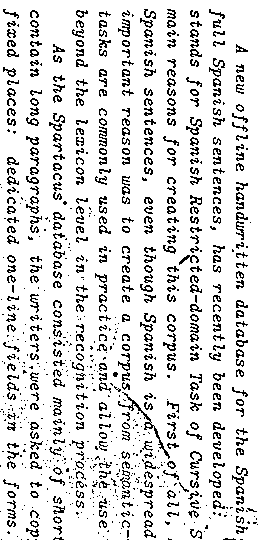 A new offline handwritten database for the Spanish
full Spanish sentences, has recently been developed:
stands for Spanish Restricted-domain Task of Cursive S
main reasons for creating this corpus. First of all,
Spanish sentences, even though Spanish is a widespread
important reason was to create a corpus from semantic-
tasks are commonly used in practice and allow the use
beyond the lexicon level in the recognition process.
As the Spartacus database consisted mainly of short
contain long paragraphs, the writers were asked to cop
fixed places: dedicated one-line fields in the forms.